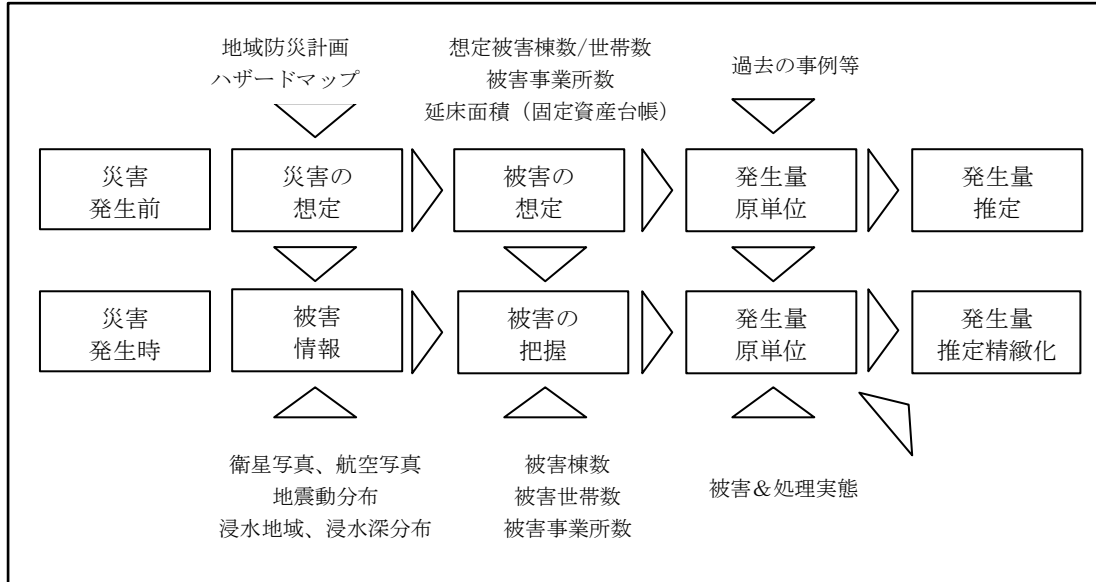 地域防災計画
ハザードマップ
想定被害棟数/世帯数
被害事業所数
延床面積（固定資産台帳）
過去の事例等
災害
発生前
災害の
想定
被害の
想定
発生量
原単位
発生量
推定
災害
発生時
被害
情報
被害の
把握
発生量
原単位
発生量
推定精緻化
衛星写真、航空写真
地震動分布
浸水地域、浸水深分布
被害棟数
被害世帯数
被害事業所数
被害＆処理実態